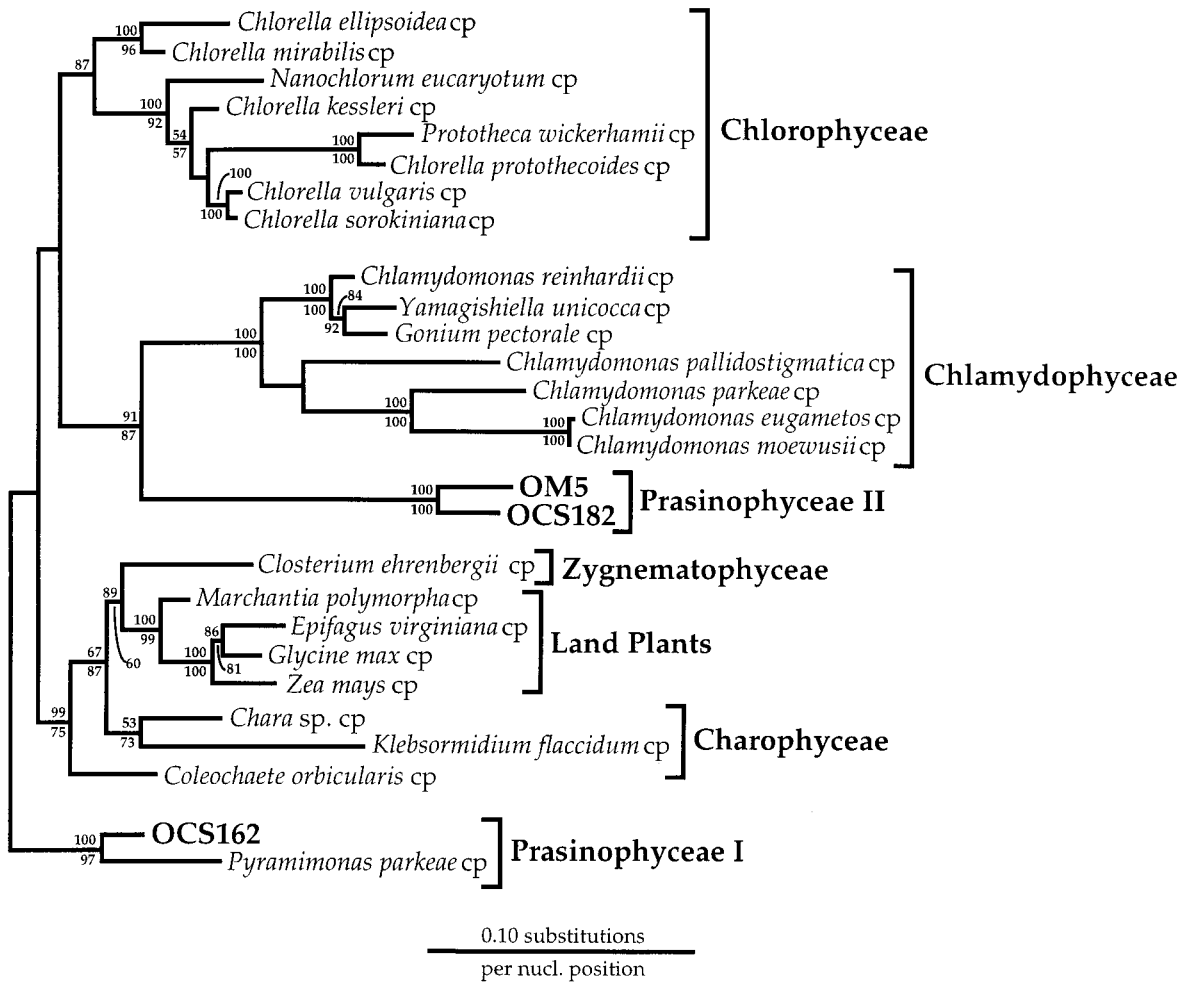 Chlorella ellipsoidea cp
100
96
Chlorella mirabilis cp
87
Nanochlorum eucaryotum cp
100
92
Chlorella kessleri cp
54
57
Prototheca wickerhamii cp
100
100
Chlorella protothecoides cp
100
Chlorella vulgaris cp
100
Chlorella sorokiniana cp
Chlorophyceae
Chlamydomonas reinhardii cp
100
100
84
Yamagishiella unicocca cp
92
Gonium pectorale cp
100
100
Chlamydomonas pallidostigmatica cp
Chlamydomonas parkeae cp
100
100
Chlamydomonas eugametos cp
100
100
Chlamydomonas moewusii cp
Chlamydophyceae
91
87
OM5
100
100
OCS182
Prasinophyceae II
Closterium ehrenbergii cp
Zygnematophyceae
89
60
Marchantia polymorpha cp
100
99
Epifagus virginiana cp
86
81
Glycine max cp
100
100
Zea mays cp
Land Plants
67
87
Chara sp. cp
53
73
Klebsormidium flaccidum cp
99
75
Coleochaete orbicularis cp
Charophyceae
OCS162
100
97
Pyramimonas parkeae cp
Prasinophyceae I
0.10 substitutions
per nucl. position